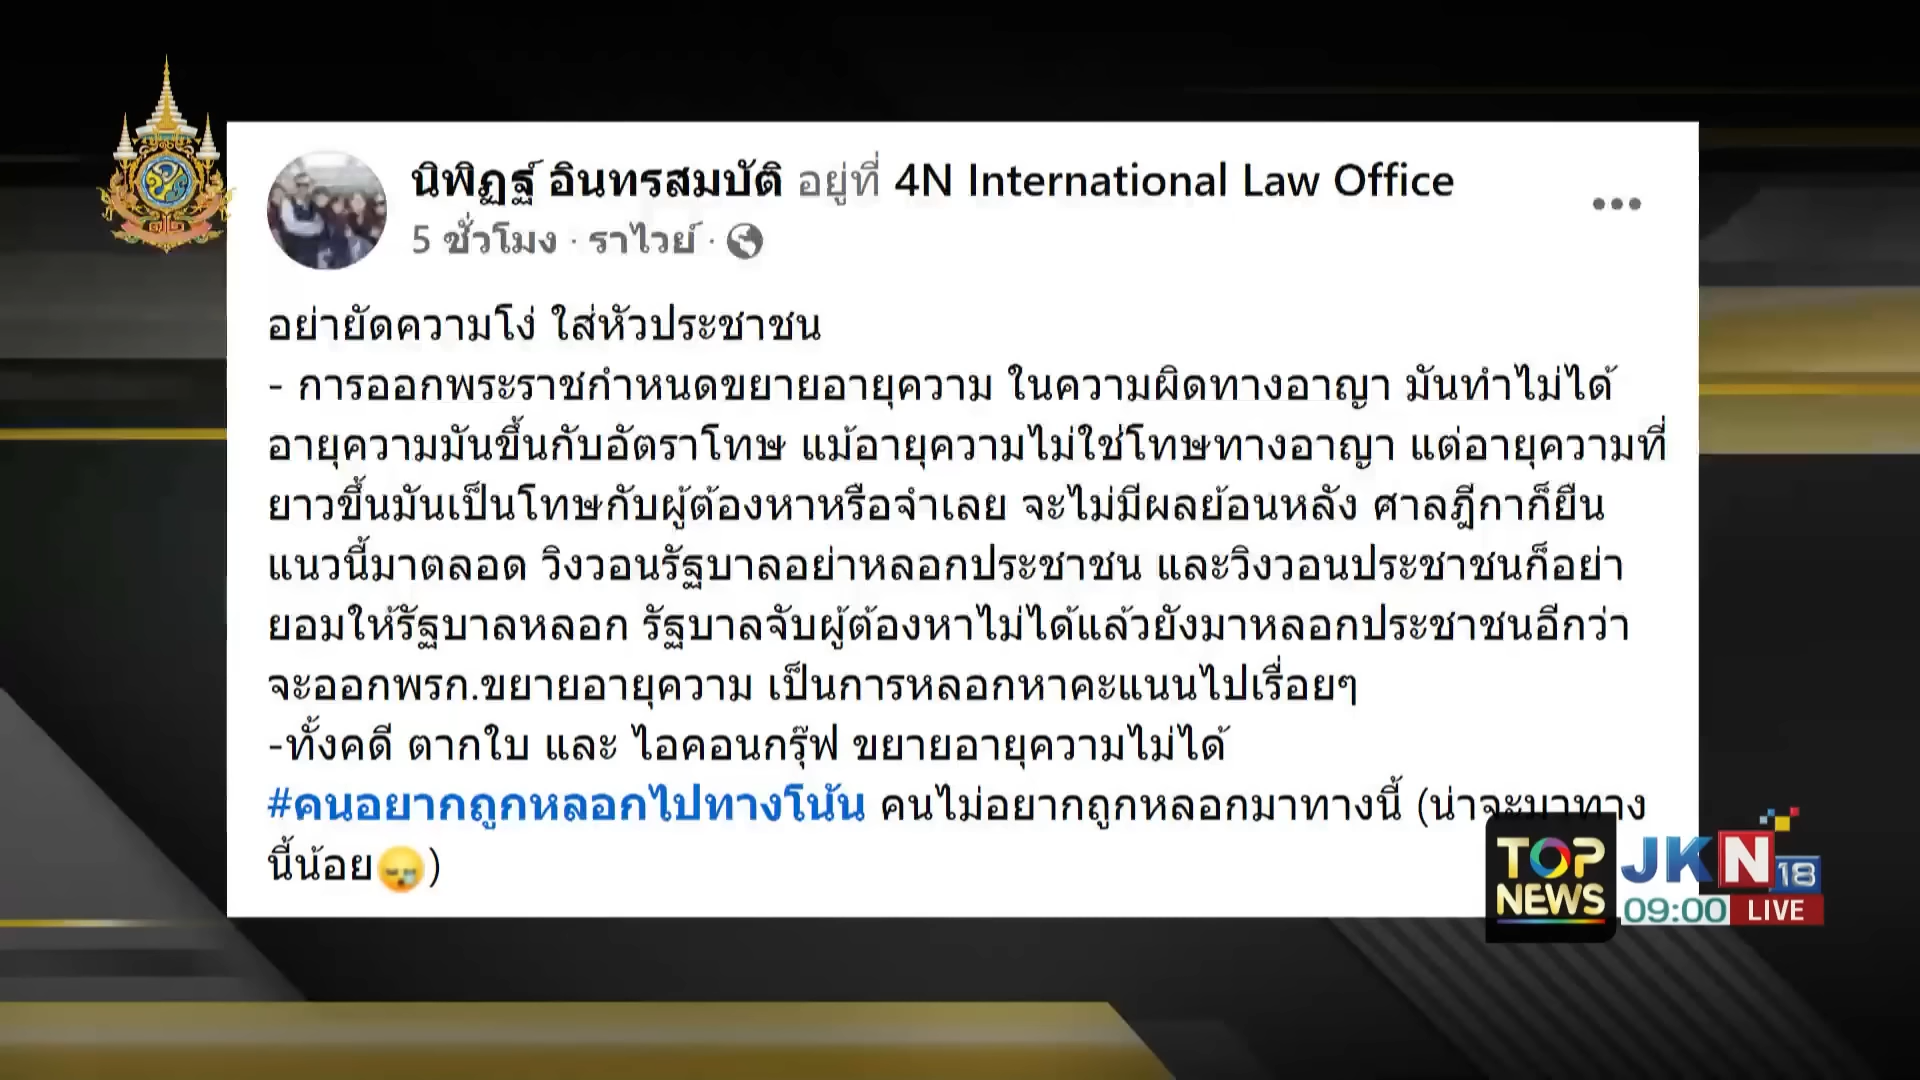 นิพิฏฐ์ อินทรสมบัติ อยู่ที่ 4N International Law Office
5 ชั่วโมง · ราไวย์ ·
อย่ายัดความโง่ ใส่หัวประชาชน
- การออกพระราชกำหนดขยายอายุความ ในความผิดทางอาญา มันทำไม่ได้
อายุความมันขึ้นกับอัตราโทษ แม้อายุความไม่ใช่โทษทางอาญา แต่อายุความที่
ยาวขึ้นมันเป็นโทษกับผู้ต้องหาหรือจำเลย จะไม่มีผลย้อนหลัง ศาลฎีกาก็ยืน
แนวนี้มาตลอด วิงวอนรัฐบาลอย่าหลอกประชาชน และวิงวอนประชาชนก็อย่า
ยอมให้รัฐบาลหลอก รัฐบาลจับผู้ต้องหาไม่ได้แล้วยังมาหลอกประชาชนอีกว่า
จะออกพรก.ขยายอายุความ เป็นการหลอกหาคะแนนไปเรื่อยๆ
-ทั้งคดี ตากใบ และ ไอคอนกรุ๊ฟ ขยายอายุความไม่ได้
#คนอยากถูกหลอกไปทางโน้น คนไม่อยากถูกหลอกมาทางนี้ (น่าจะมาทาง
นี้น้อย😪)
TOP NEWS
JKN 18
09:00 LIVE